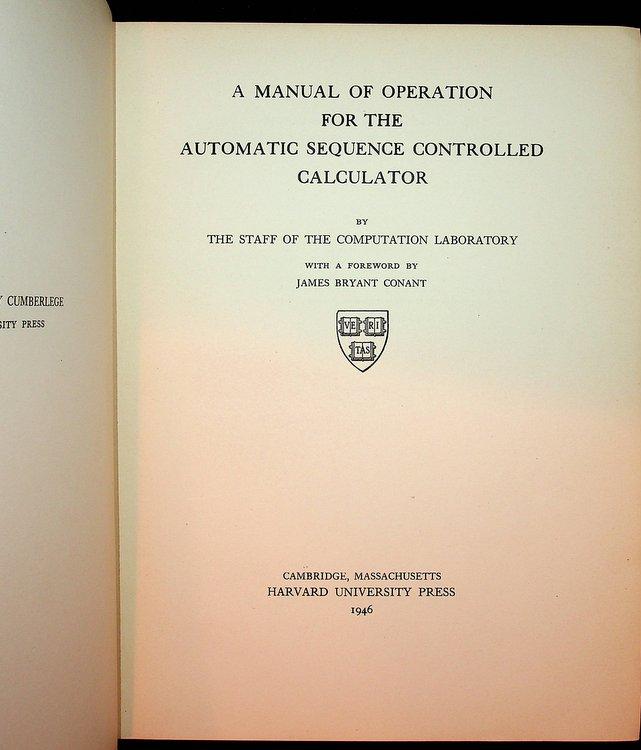 CUMBERLEGE
SITY PRESS
A MANUAL OF OPERATION
FOR THE
AUTOMATIC SEQUENCE CONTROLLED
CALCULATOR
BY
THE STAFF OF THE COMPUTATION LABORATORY
WITH A FOREWORD BY
JAMES BRYANT CONANT
VE RI
TAS
CAMBRIDGE, MASSACHUSETTS
HARVARD UNIVERSITY PRESS
1946